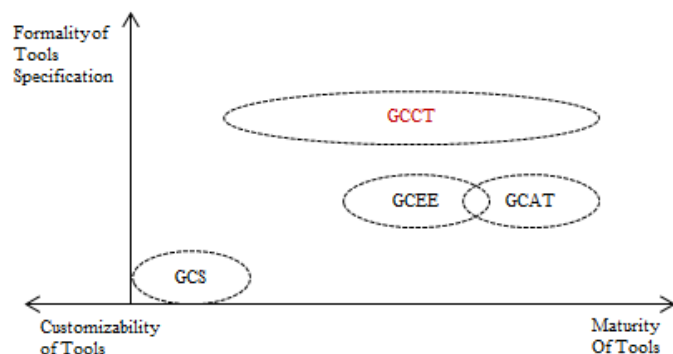 Formality of
Tools
Specification
GCCT
GCEE
GCAT
GCS
Customizability
of Tools
Maturity
Of Tools